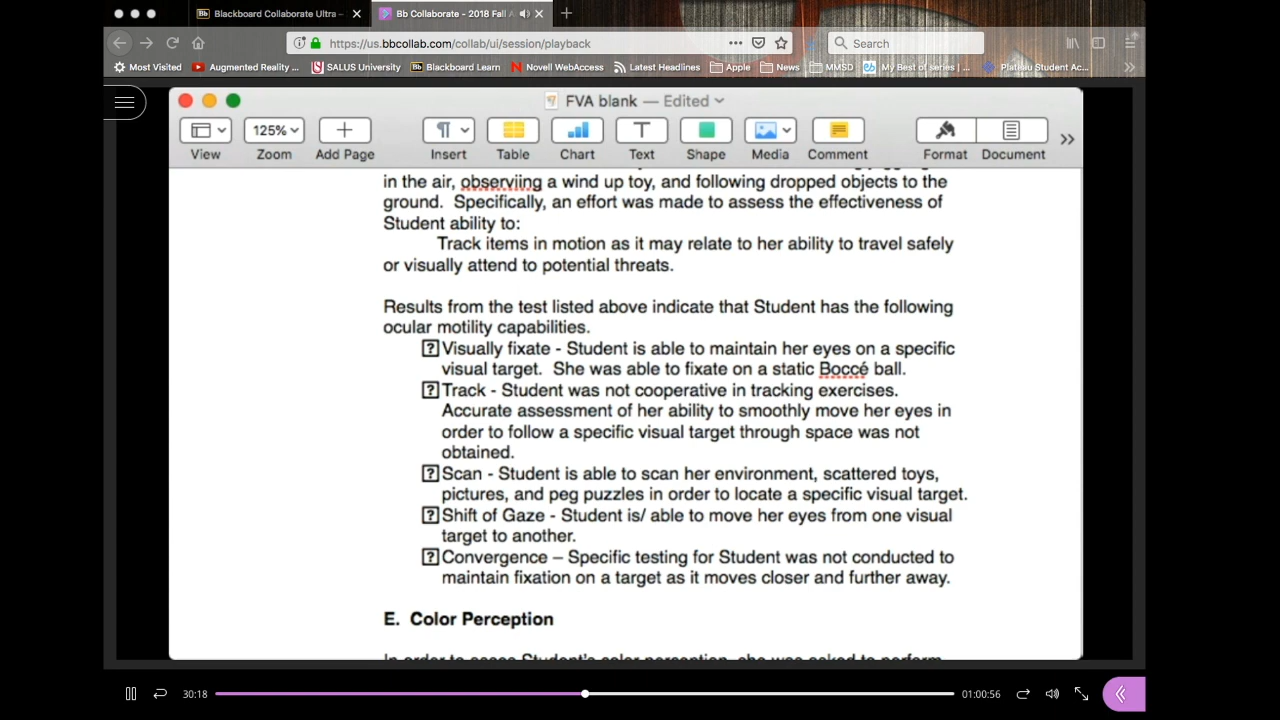 Blackboard Collaborate Ultra –
Bb Collaborate - 2018 Fall A
https://us.bbcollab.com/collab/ui/session/playback
Search
Most Visited
Augmented Reality ...
SALUS University
Blackboard Learn
Novell WebAccess
Latest Headlines
Apple
News
MMSD
My Best of series | ...
Plateau Student Ac...
FVA blank — Edited
125%
View
Zoom
Add Page
Insert
Table
Chart
Text
Shape
Media
Comment
Format
Document
in the air, observiing a wind up toy, and following dropped objects to the
ground. Specifically, an effort was made to assess the effectiveness of
Student ability to:
Track items in motion as it may relate to her ability to travel safely
or visually attend to potential threats.
Results from the test listed above indicate that Student has the following
ocular motility capabilities.
? Visually fixate - Student is able to maintain her eyes on a specific
visual target. She was able to fixate on a static Boccé ball.
? Track - Student was not cooperative in tracking exercises.
Accurate assessment of her ability to smoothly move her eyes in
order to follow a specific visual target through space was not
obtained.
? Scan - Student is able to scan her environment, scattered toys,
pictures, and peg puzzles in order to locate a specific visual target.
? Shift of Gaze - Student is/ able to move her eyes from one visual
target to another.
? Convergence – Specific testing for Student was not conducted to
maintain fixation on a target as it moves closer and further away.
E. Color Perception
30:18
01:00:56